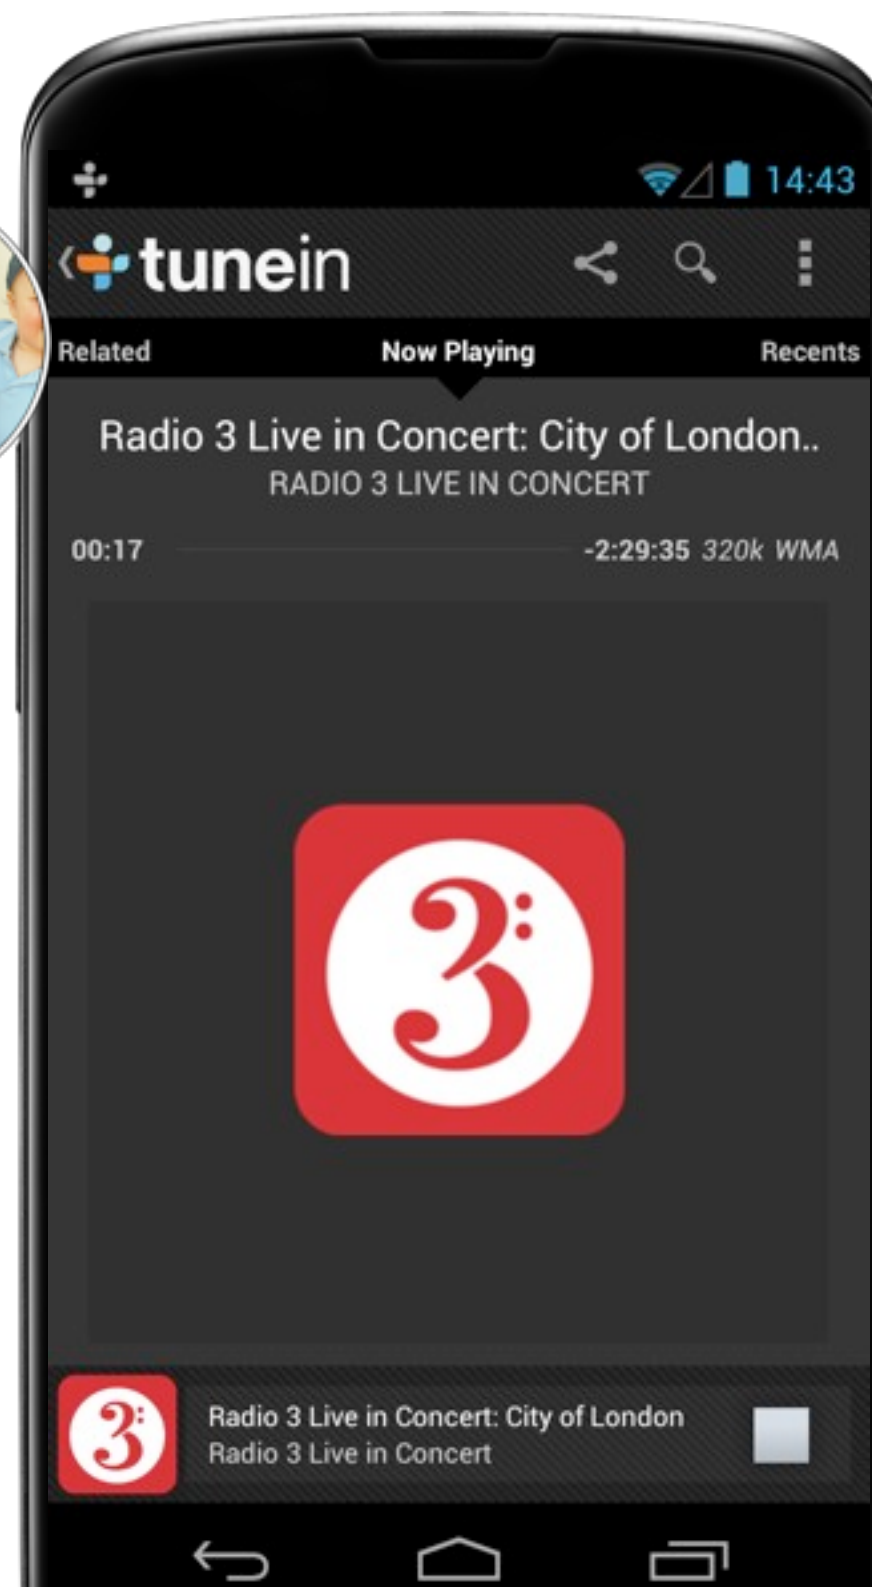 14:43
tunein
Related Now Playing Recents
Radio 3 Live in Concert: City of London..
RADIO 3 LIVE IN CONCERT
00:17 -2:29:35 320k WMA
3:
3:
Radio 3 Live in Concert: City of London
Radio 3 Live in Concert